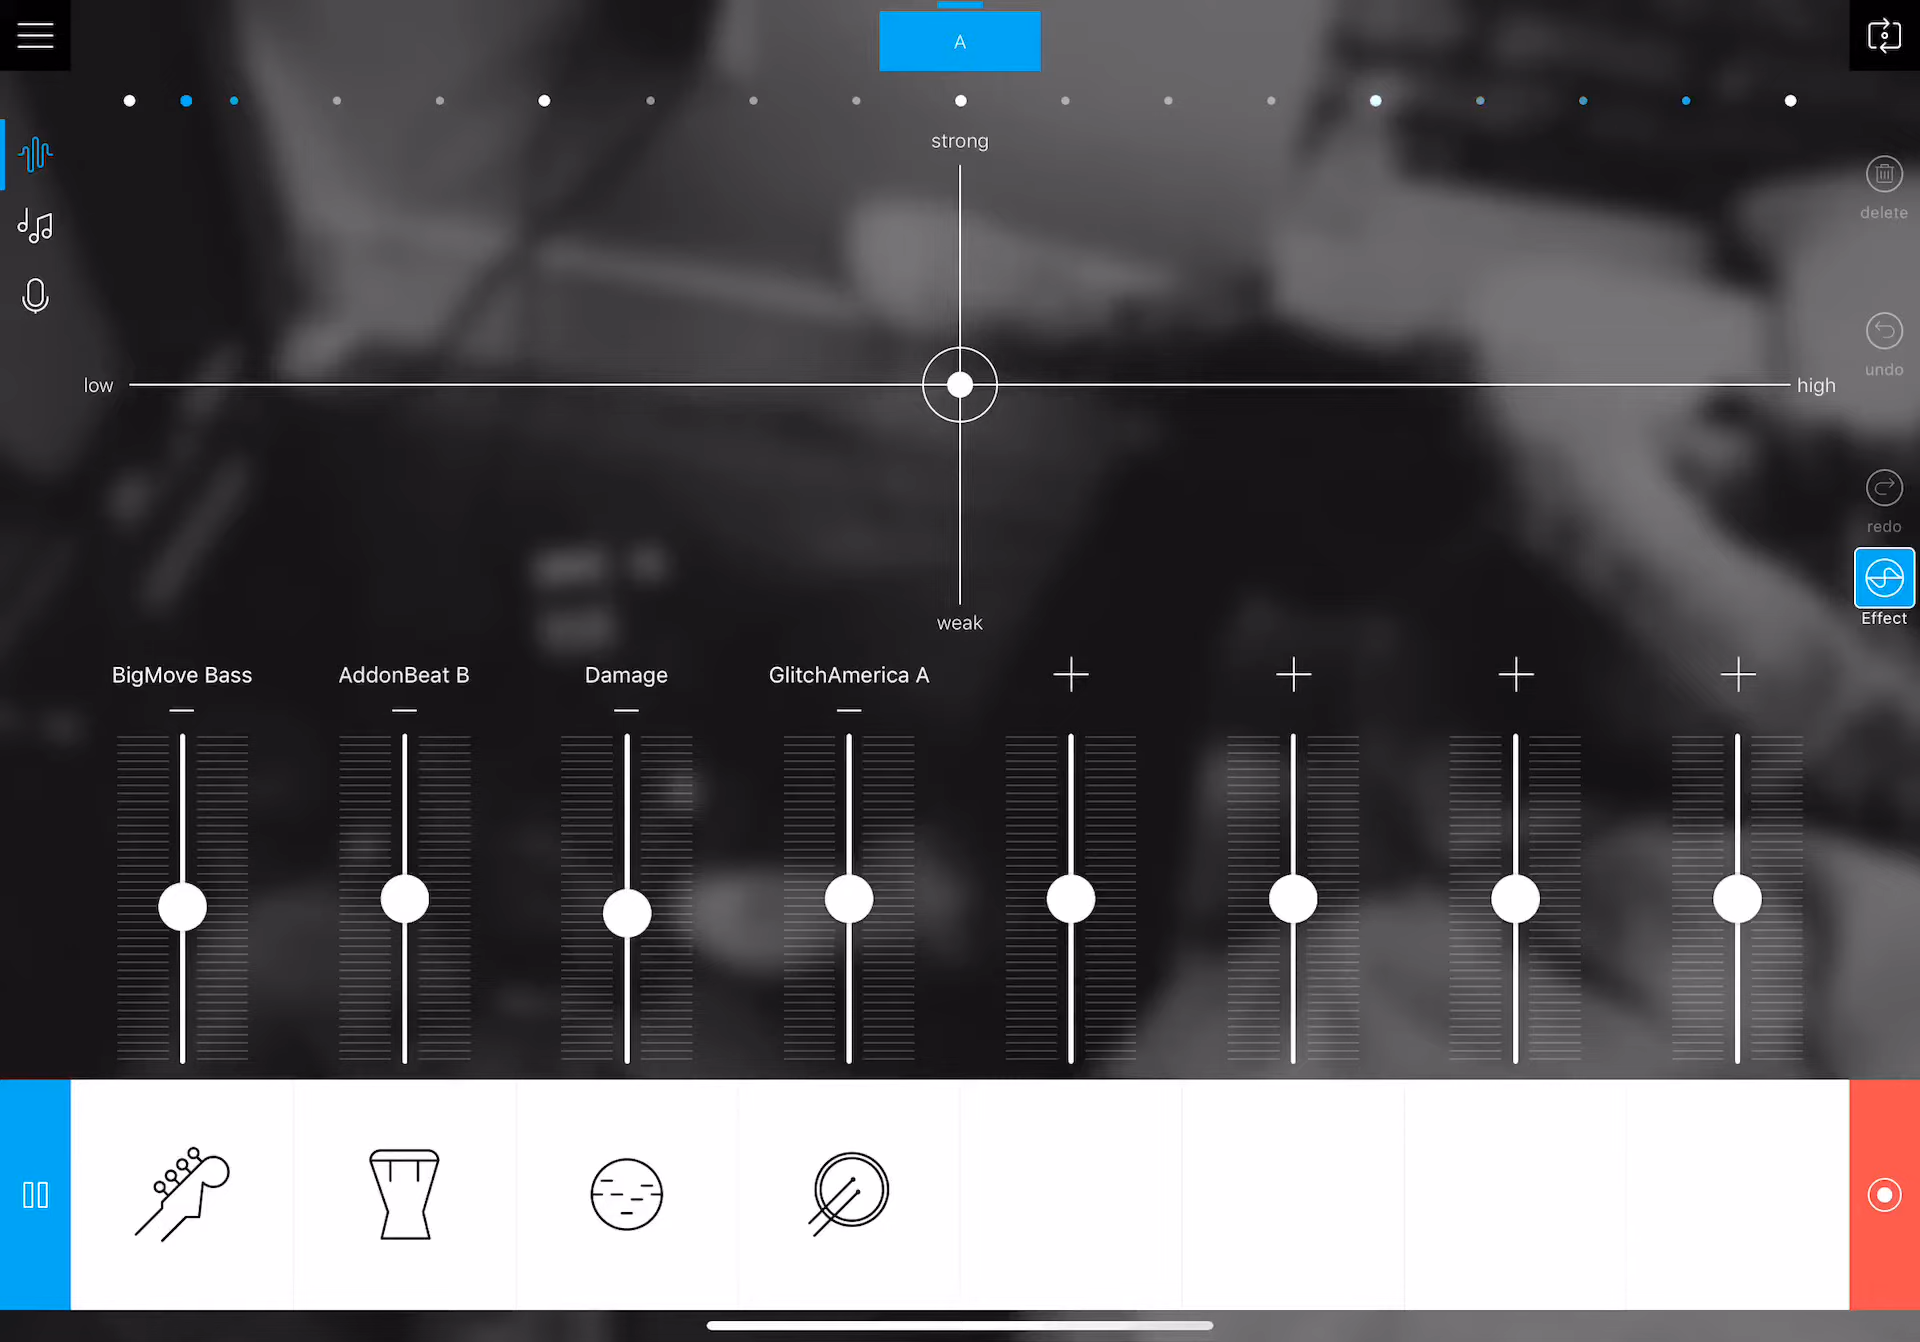 A
strong
delete
undo
low
high
redo
Effect
weak
BigMove Bass
AddonBeat B
Damage
GlitchAmerica A